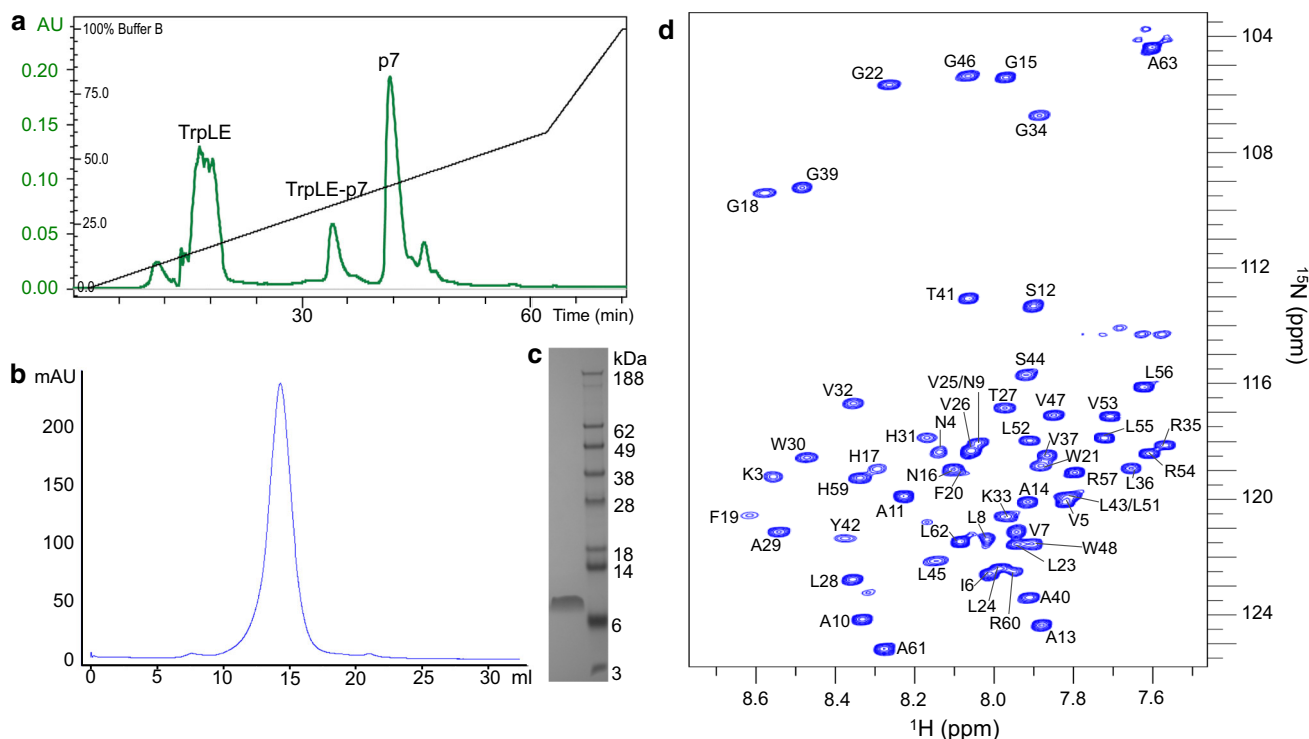 a
AU
100% Buffer B
0.20
75.0
0.15
50.0
0.10
25.0
0.05
0.00
0.0
TrpLE
TrpLE-p7
p7
30
60
Time (min)
b
mAU
200
150
100
50
0
0
10
20
30
ml
c
kDa
188
62
49
38
28
18
14
6
3
d
A63
G22
G46
G15
G34
G39
G18
T41
S12
S44
L56
V32
V25/N9
V26
T27
V47
V53
R35
N4
L52
L55
H31
V37
W30
H17
W21
R54
K3
N16
R57
L36
H59
F20
A14
A11
K33
L43/L51
V5
F19
L8
V7
Y42
A29
L62
W48
L23
L45
L28
I6
L24
A40
R60
A10
A13
A61
104
108
112
116
120
124
¹⁵N (ppm)
8.6
8.4
8.2
8.0
7.8
7.6
¹H (ppm)